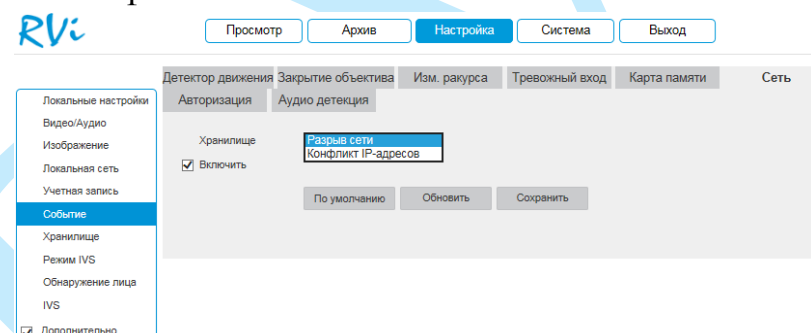 RVi
Просмотр Архив Настройка Система Выход
Детектор движения Закрытие объектива Изм. ракурса Тревожный вход Карта памяти Сеть
Авторизация Аудио детекция
Локальные настройки
Видео/Аудио
Изображение
Локальная сеть
Учетная запись
Событие
Хранилище
Режим IVS
Обнаружение лица
IVS
Дополнительно
Хранилище Разрыв сети
Конфликт IP-адресов
Включить
По умолчанию Обновить Сохранить